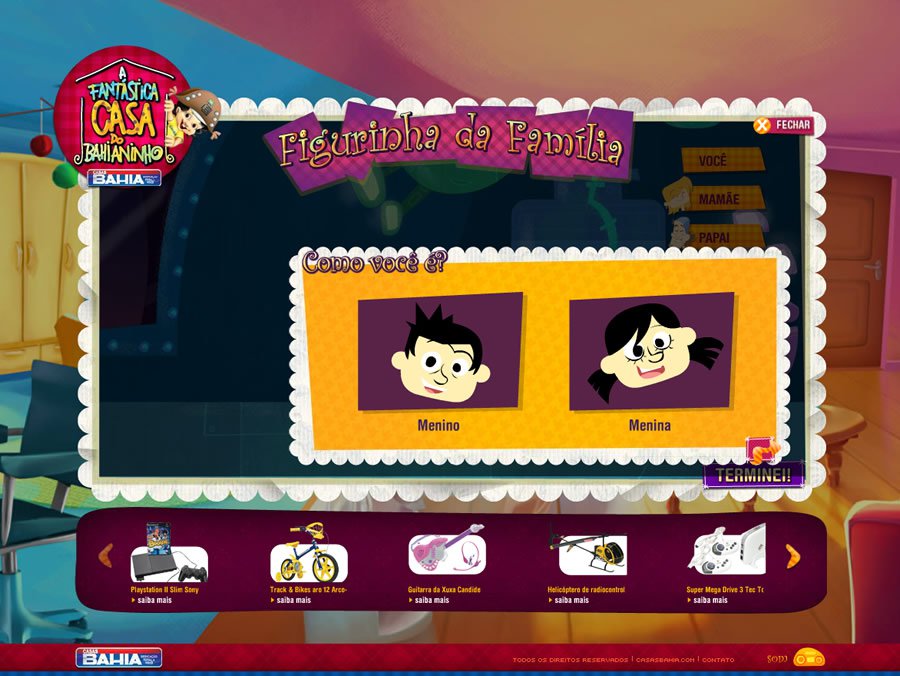 A
FANTÁSTICA
CASA
DO
BAHIANINHO
CASAS
BAHIA
Figurinha da Família
FECHAR
VOCÊ
MAMÃE
PAPAI
Como você é?
Menino
Menina
TERMINEI!
Playstation II Slim Sony
saiba mais
Track & Bikes aro 12 Arco-
saiba mais
Guitarra da Xuxa Candide
saiba mais
Helicóptero de radiocontrol
saiba mais
Super Mega Drive 3 Tec To
saiba mais
CASAS
BAHIA
TODOS OS DIREITOS RESERVADOS | CASASBAHIA.COM | CONTATO
som